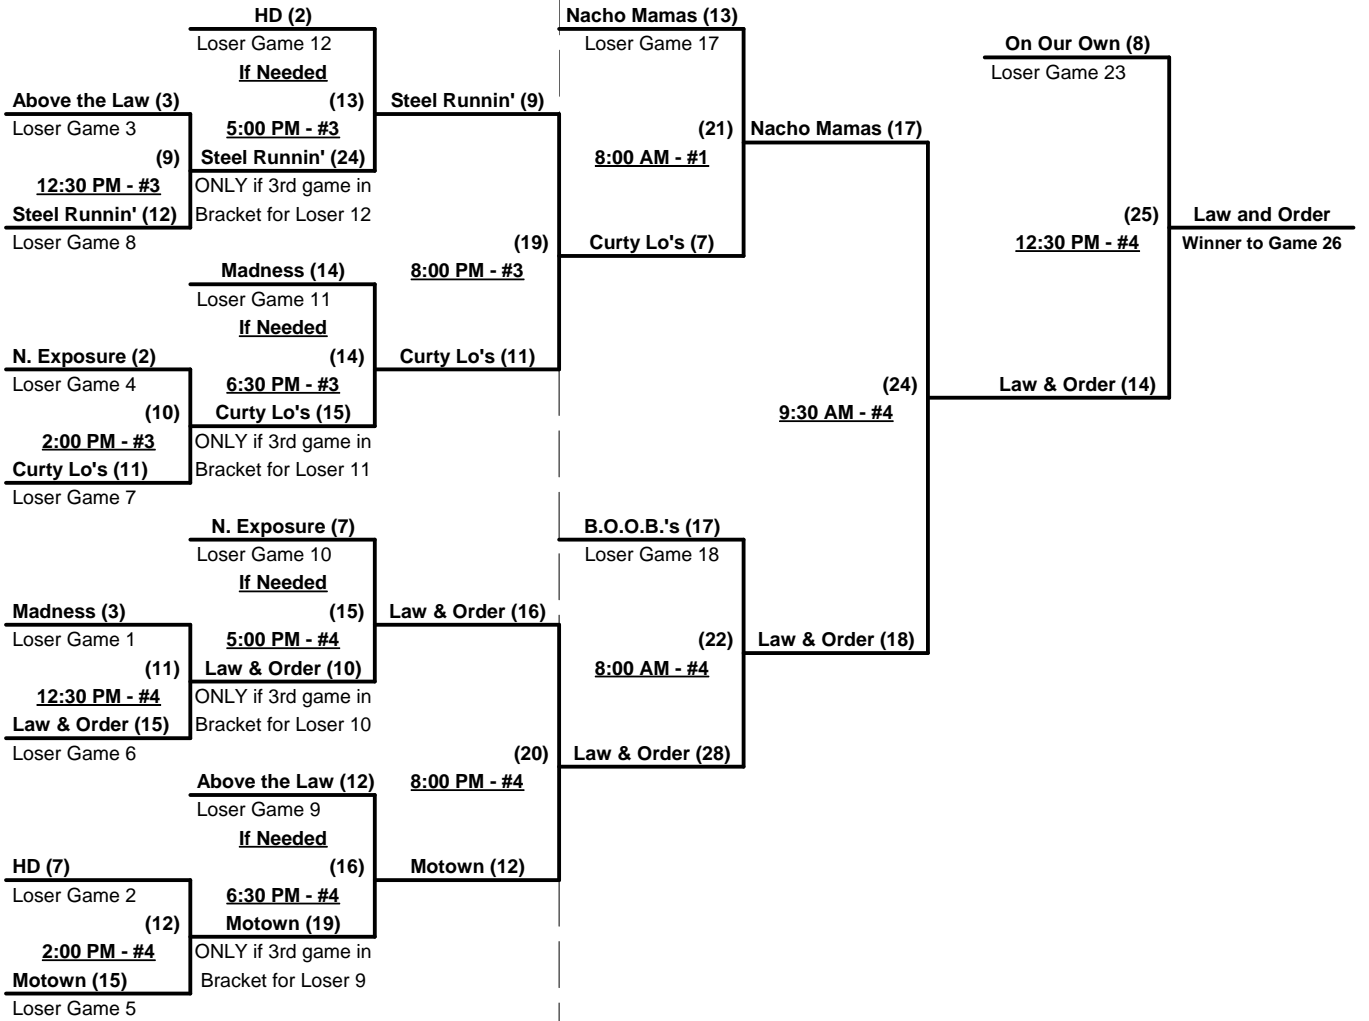 HD (2)
Loser Game 12
If Needed
Above the Law (3)
(13)
Loser Game 3
5:00 PM - #3
(9)
Steel Runnin' (24)
12:30 PM - #3
ONLY if 3rd game in
Steel Runnin' (12)
Bracket for Loser 12
Loser Game 8
Madness (14)
Loser Game 11
If Needed
N. Exposure (2)
(14)
Loser Game 4
6:30 PM - #3
(10)
Curty Lo's (15)
2:00 PM - #3
ONLY if 3rd game in
Curty Lo's (11)
Bracket for Loser 11
Loser Game 7
N. Exposure (7)
Loser Game 10
If Needed
Madness (3)
(15)
Loser Game 1
5:00 PM - #4
(11)
Law & Order (10)
12:30 PM - #4
ONLY if 3rd game in
Law & Order (15)
Bracket for Loser 10
Loser Game 6
Above the Law (12)
Loser Game 9
If Needed
HD (7)
(16)
Loser Game 2
6:30 PM - #4
(12)
Motown (19)
2:00 PM - #4
ONLY if 3rd game in
Motown (15)
Bracket for Loser 9
Loser Game 5
Steel Runnin' (9)
(19)
8:00 PM - #3
Curty Lo's (11)
Law & Order (16)
(20)
8:00 PM - #4
Motown (12)
Nacho Mamas (13)
Loser Game 17
(21)
8:00 AM - #1
Curty Lo's (7)
B.O.O.B.'s (17)
Loser Game 18
(22)
8:00 AM - #4
Law & Order (28)
Nacho Mamas (17)
(24)
9:30 AM - #4
Law & Order (18)
On Our Own (8)
Loser Game 23
(25)
12:30 PM - #4
Law & Order (14)
Law and Order
Winner to Game 26